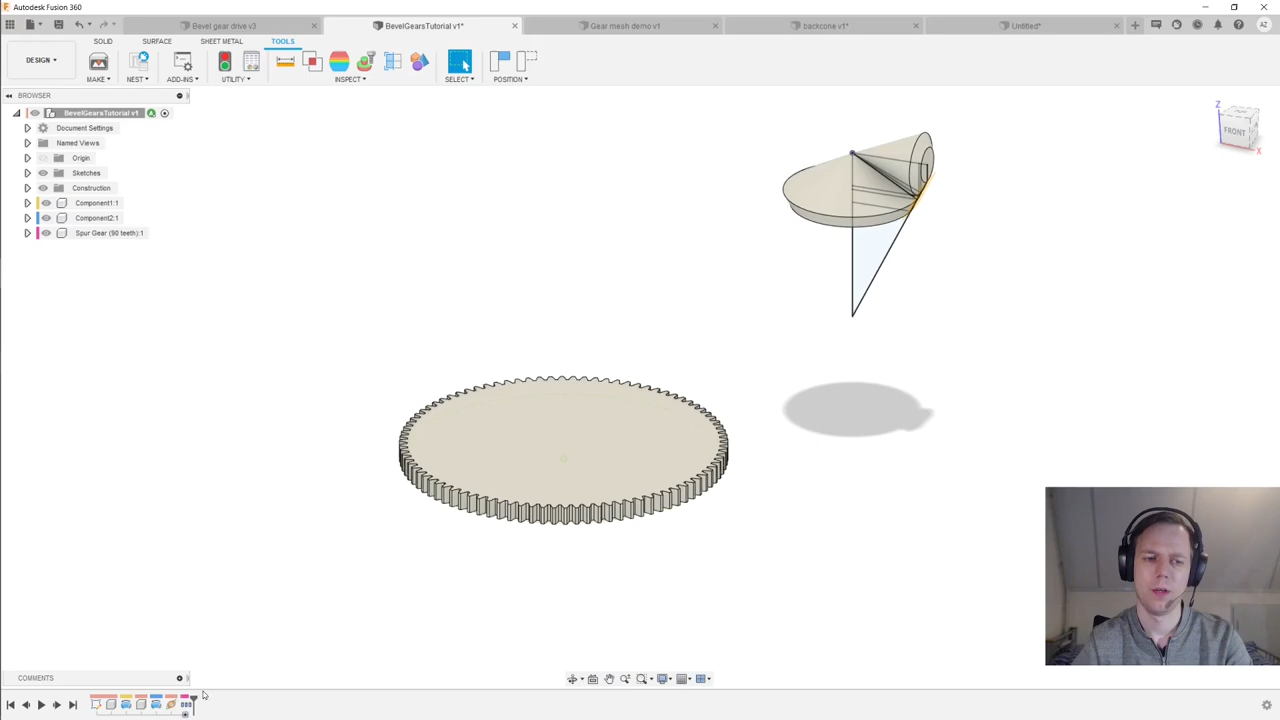 Autodesk Fusion 360
Bevel gear drive v3
BevelGearsTutorial v1*
Gear mesh demo v1
backcone v1*
Untitled*
AZ
SOLID
SURFACE
SHEET METAL
TOOLS
DESIGN
MAKE
NEST
ADD-INS
UTILITY
INSPECT
SELECT
POSITION
BROWSER
BevelGearsTutorial v1
A
Document Settings
Named Views
Origin
Sketches
Construction
Component1:1
Component2:1
Spur Gear (90 teeth):1
Z
FRONT
X
COMMENTS